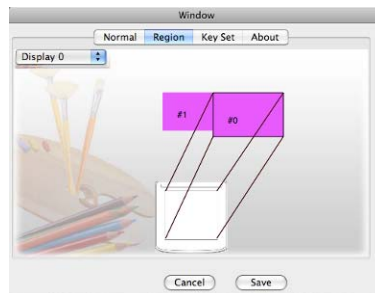 Window
Normal Region Key Set About
Display 0
#1 #0
Cancel Save